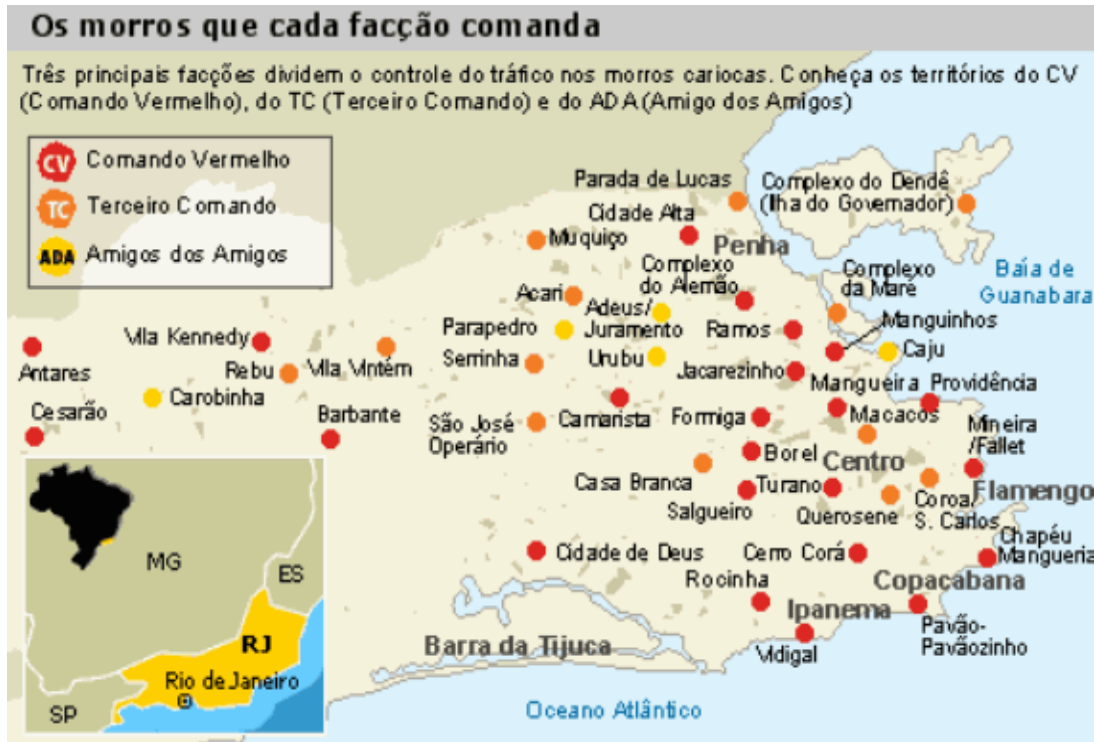 Os morros que cada facção comanda
Três principais facções dividem o controle do tráfico nos morros cariocas. Conheça os territórios do CV
(Comando Vermelho), do TC (Terceiro Comando) e do ADA (Amigo dos Amigos)
CV Comando Vermelho
TC Terceiro Comando
ADA Amigos dos Amigos
Parada de Lucas
Complexo do Dendê
(Ilha do Governador)
Cidade Alta
Muquiço
Penha
Complexo
do Alemão
Complexo
da Maré
Baía de
Guanabara
Acari
Adeus/
Juramento
Parapedro
Ramos
Manguinhos
Vila Kennedy
Rebu
Vila Vintém
Serrinha
Urubu
Jacarezinho
Caju
Antares
Carobinha
Mangueira
Providência
Cesarão
Barbante
São José
Operário
Camarista
Formiga
Macacos
Mineira
/Fallet
Borel
Centro
Casa Branca
Turano
Salgueiro
Querosene
Coroa/
S. Carlos
Flamengo
Chapéu
Mangueria
Cidade de Deus
Cerro Corá
Rocinha
Copacabana
Ipanema
Barra da Tijuca
Vidigal
Pavão-
Pavãozinho
Oceano Atlântico
MG
ES
RJ
Rio de Janeiro
SP